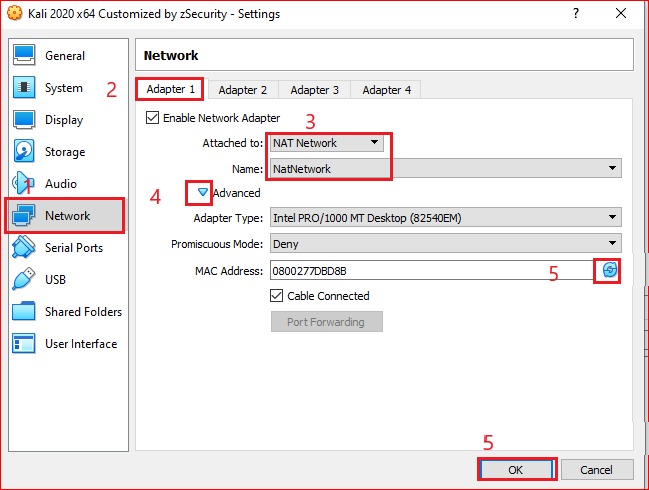 Kali 2020 x64 Customized by zSecurity - Settings
?
General
System
Display
Storage
Audio
Network
Serial Ports
USB
Shared Folders
User Interface
1
2
Network
Adapter 1
Adapter 2
Adapter 3
Adapter 4
Enable Network Adapter
3
Attached to: NAT Network
Name: NatNetwork
4
Advanced
Adapter Type: Intel PRO/1000 MT Desktop (82540EM)
Promiscuous Mode: Deny
MAC Address: 0800277DBD8B
5
Cable Connected
Port Forwarding
5
OK
Cancel